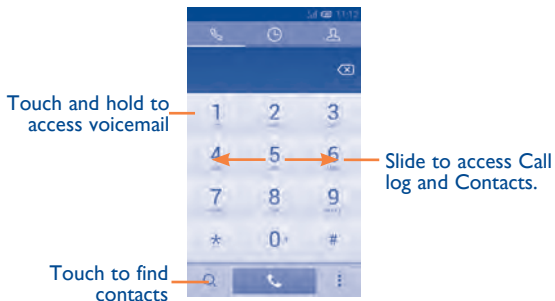 11:12
Touch and hold to
access voicemail
1 2 3
4 5 6
Slide to access Call
log and Contacts.
7 8 9
* 0 + #
Touch to find
contacts